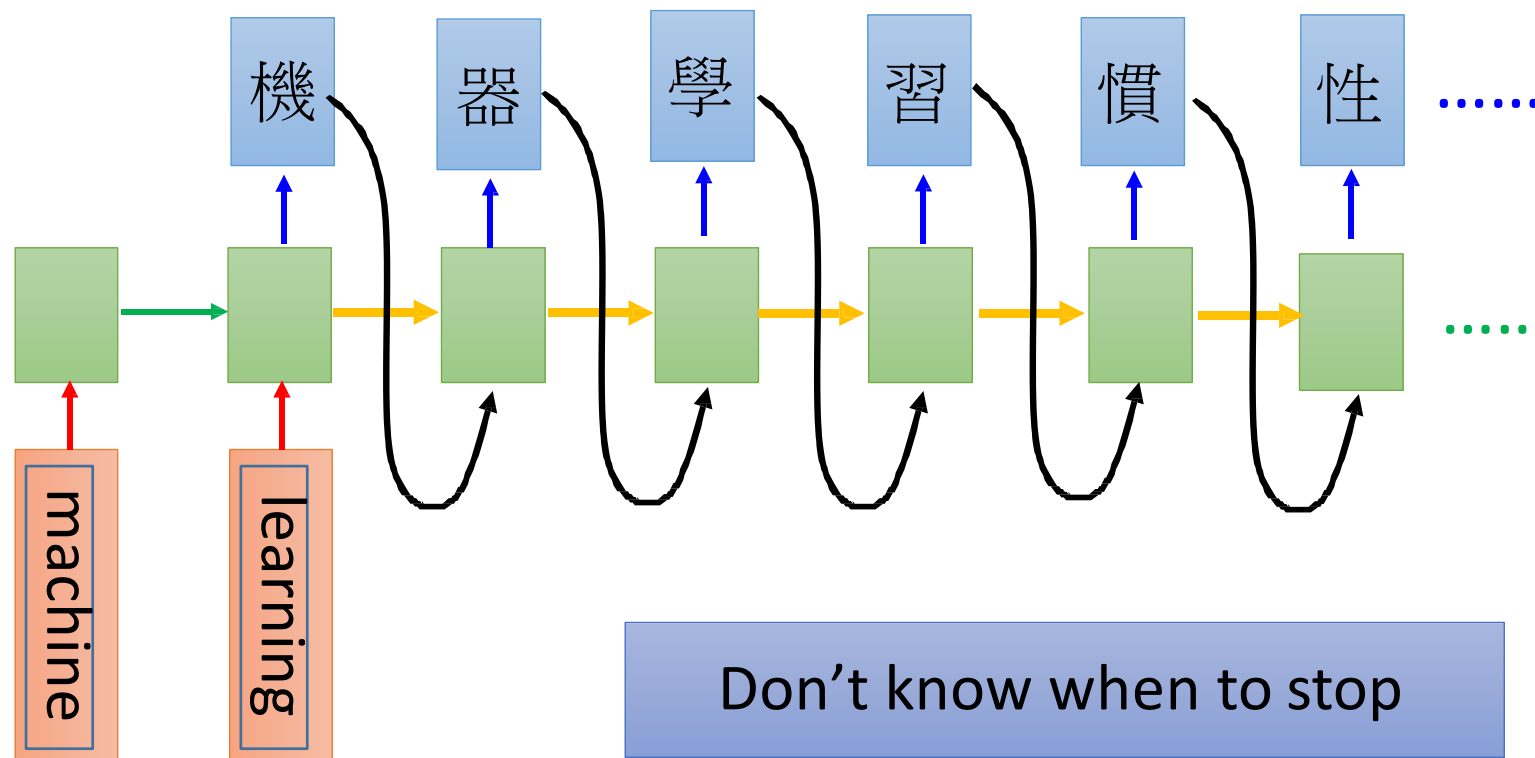 機 器 學 習 慣 性 ......
......
machine
learning
Don’t know when to stop